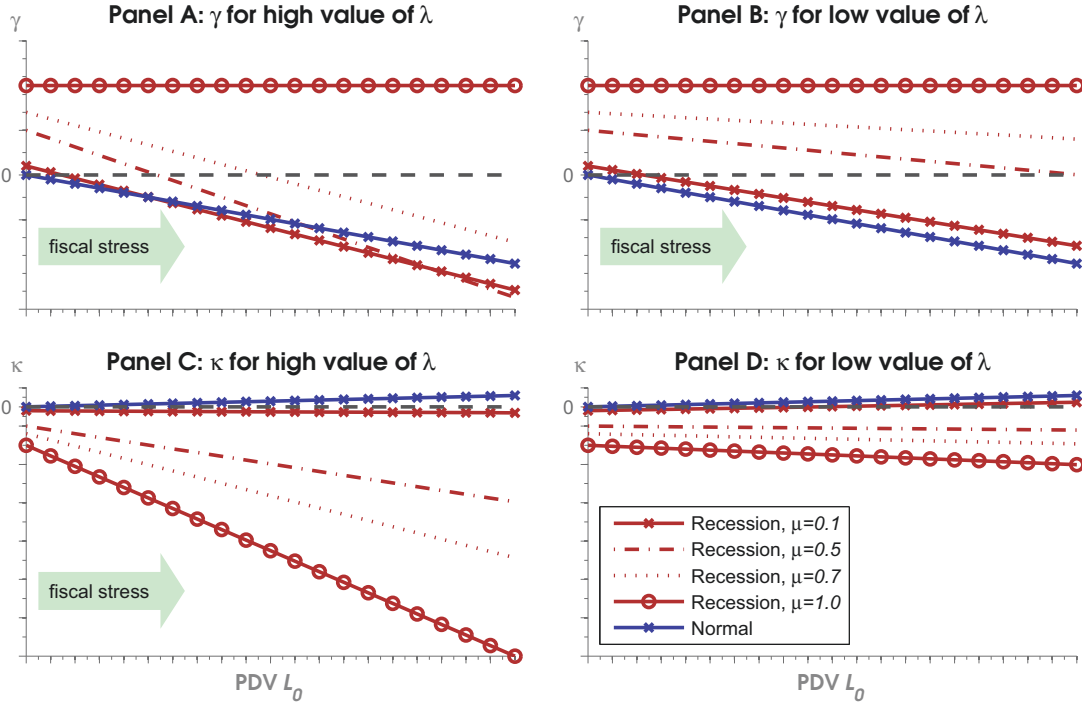 Panel A: γ for high value of λ
γ
0
fiscal stress
Panel B: γ for low value of λ
γ
0
fiscal stress
Panel C: κ for high value of λ
κ
0
fiscal stress
PDV L0
Panel D: κ for low value of λ
κ
0
Recession, μ=0.1
Recession, μ=0.5
Recession, μ=0.7
Recession, μ=1.0
Normal
PDV L0